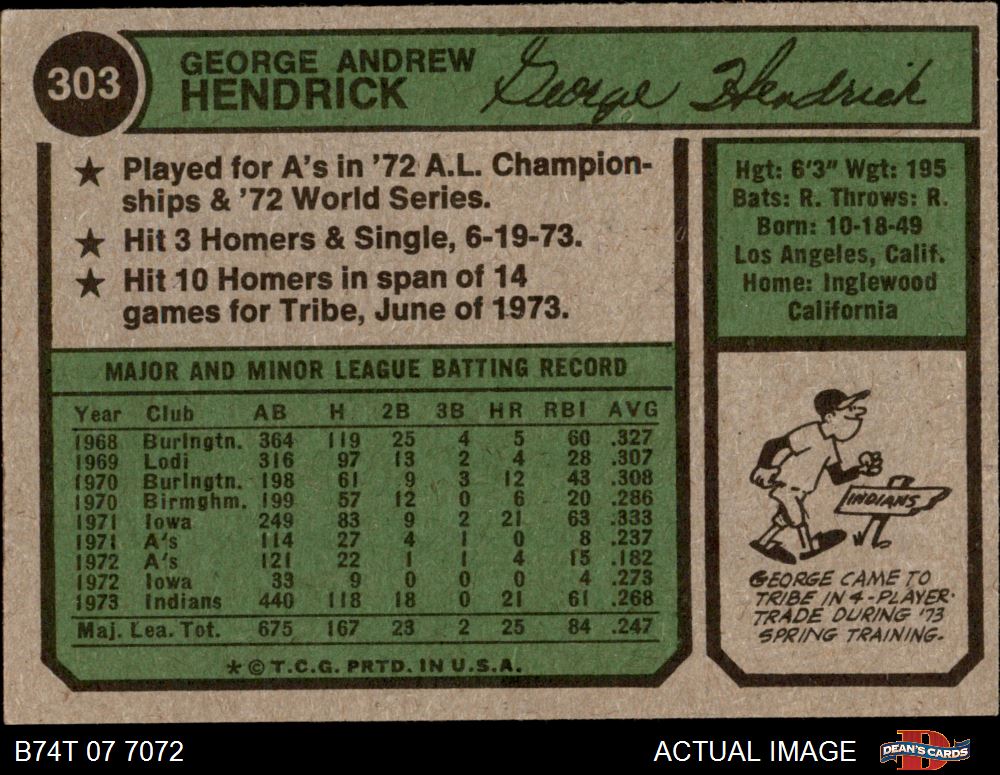 303
GEORGE ANDREW
HENDRICK
George Hendrick
★ Played for A's in '72 A.L. Champion-
ships & '72 World Series.
★ Hit 3 Homers & Single, 6-19-73.
★ Hit 10 Homers in span of 14
games for Tribe, June of 1973.
Hgt: 6'3" Wgt: 195
Bats: R. Throws: R.
Born: 10-18-49
Los Angeles, Calif.
Home: Inglewood
California
MAJOR AND MINOR LEAGUE BATTING RECORD
Year Club AB H 2B 3B HR RBI AVG
1968 Burlngtn. 364 119 25 4 5 60 .327
1969 Lodi 316 97 13 2 4 28 .307
1970 Burlngtn. 198 61 9 3 12 43 .308
1970 Birmghm. 199 57 12 0 6 20 .286
1971 Iowa 249 83 9 2 21 63 .333
1971 A's 114 27 4 1 0 8 .237
1972 A's 121 22 1 1 4 15 .182
1972 Iowa 33 9 0 0 0 4 .273
1973 Indians 440 118 18 0 21 61 .268
Maj. Lea. Tot. 675 167 23 2 25 84 .247
★ © T.C.G. PRTD. IN U.S.A.
INDIANS
GEORGE CAME TO
TRIBE IN 4-PLAYER
TRADE DURING '73
SPRING TRAINING.
B74T 07 7072
ACTUAL IMAGE
DEAN'S CARDS